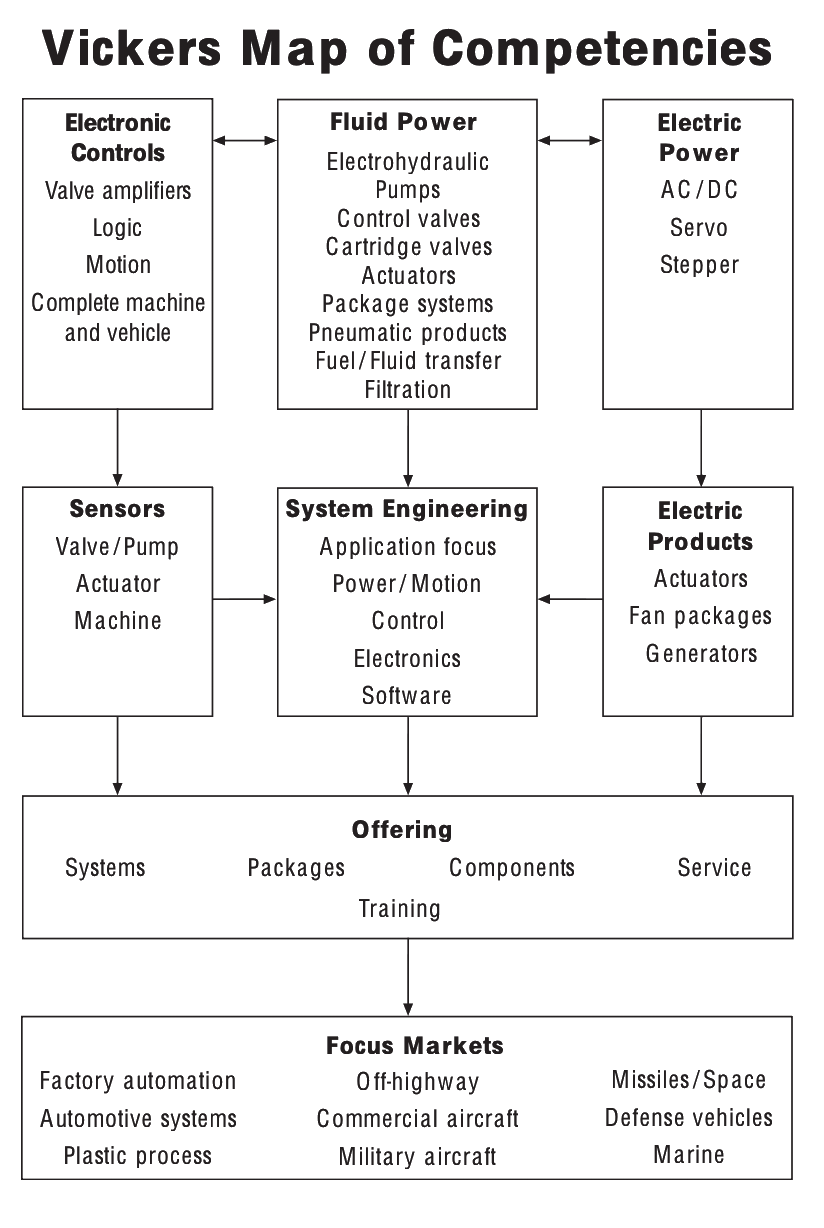 Vickers Map of Competencies
Electronic
Controls
Valve amplifiers
Logic
Motion
Complete machine
and vehicle
Fluid Power
Electrohydraulic
Pumps
Control valves
Cartridge valves
Actuators
Package systems
Pneumatic products
Fuel/Fluid transfer
Filtration
Electric
Power
AC/DC
Servo
Stepper
Sensors
Valve/Pump
Actuator
Machine
System Engineering
Application focus
Power/Motion
Control
Electronics
Software
Electric
Products
Actuators
Fan packages
Generators
Offering
Systems Packages Components Service
Training
Focus Markets
Factory automation Off-highway Missiles/Space
Automotive systems Commercial aircraft Defense vehicles
Plastic process Military aircraft Marine